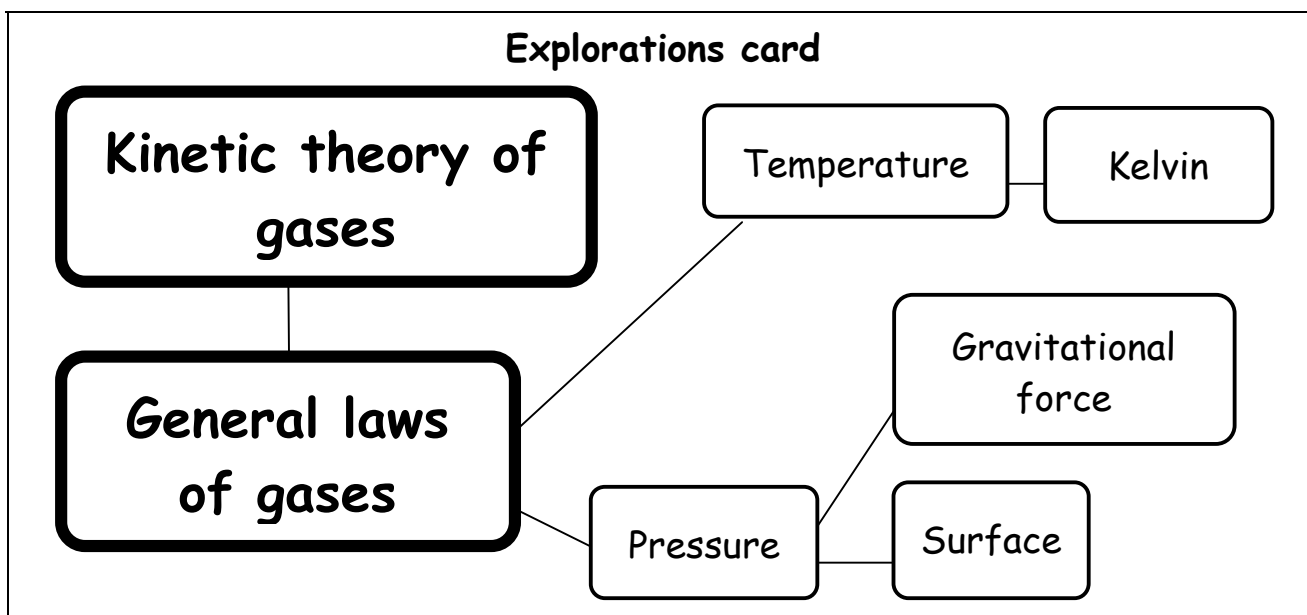 Explorations card
Kinetic theory of
gases
Temperature
Kelvin
General laws
of gases
Gravitational
force
Pressure
Surface